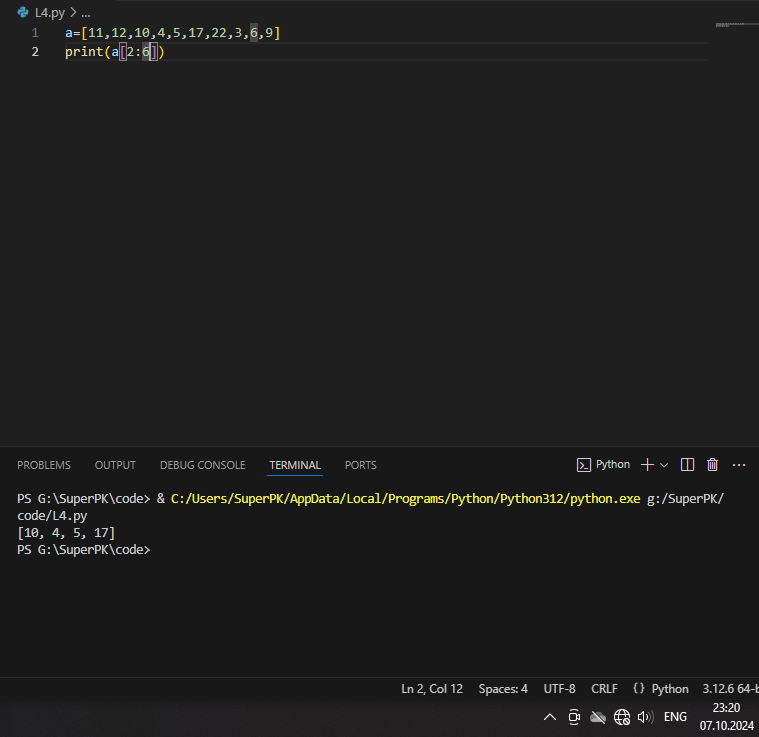 L4.py > ...
1 a=[11,12,10,4,5,17,22,3,6,9]
2 print(a[2:6])
PROBLEMS OUTPUT DEBUG CONSOLE TERMINAL PORTS Python
PS G:\SuperPK\code> & C:/Users/SuperPK/AppData/Local/Programs/Python/Python312/python.exe g:/SuperPK/
code/L4.py
[10, 4, 5, 17]
PS G:\SuperPK\code>
Ln 2, Col 12 Spaces: 4 UTF-8 CRLF {} Python 3.12.6 64-b
ENG 23:20
07.10.2024